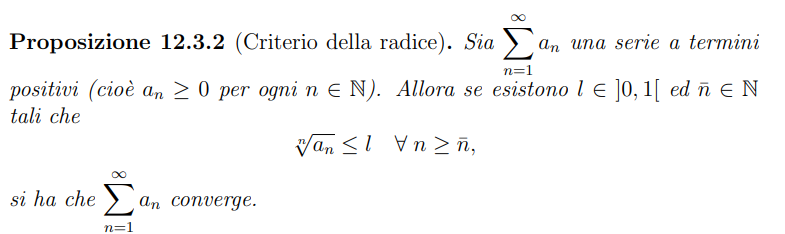 Proposizione 12.3.2 (Criterio della radice). Sia $\sum_{n=1}^{\infty} a_n$ una serie a termini
positivi (cioè $a_n \geq 0$ per ogni $n \in \mathbb{N}$). Allora se esistono $l \in ]0, 1[$ ed $\bar{n} \in \mathbb{N}$
tali che
$\sqrt[n]{a_n} \leq l \quad \forall\, n \geq \bar{n},$
si ha che $\sum_{n=1}^{\infty} a_n$ converge.